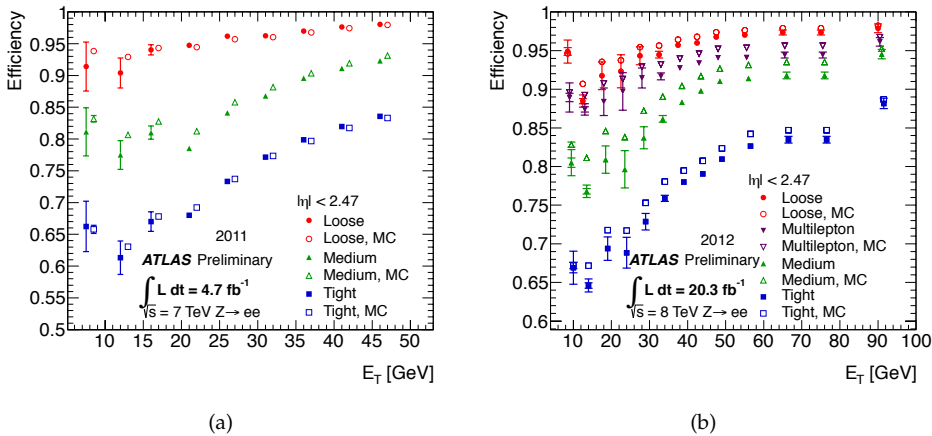 Efficiency
0.95
0.9
0.85
0.8
0.75
0.7
0.65
0.6
0.55
0.5
10 15 20 25 30 35 40 45 50
E_T [GeV]
|η| < 2.47
Loose
Loose, MC
Medium
Medium, MC
Tight
Tight, MC
2011
ATLAS Preliminary
∫ L dt = 4.7 fb⁻¹
√s = 7 TeV Z→ ee
(a)
Efficiency
1
0.95
0.9
0.85
0.8
0.75
0.7
0.65
0.6
10 20 30 40 50 60 70 80 90 100
E_T [GeV]
|η| < 2.47
Loose
Loose, MC
Multilepton
Multilepton, MC
Medium
Medium, MC
Tight
Tight, MC
2012
ATLAS Preliminary
∫ L dt = 20.3 fb⁻¹
√s = 8 TeV Z→ ee
(b)